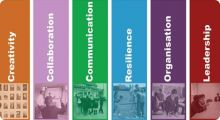 Creativity
Collaboration
Communication
Resilience
Organisation
Leadership